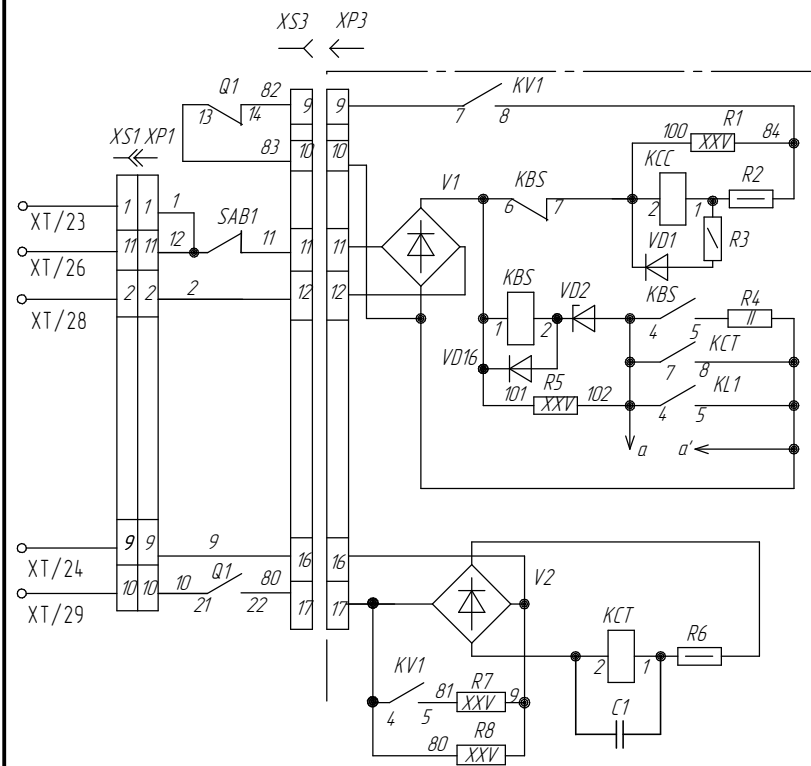 XS3 XP3
Q1 82 9 9 KV1
13 14 7 8 R1
XS1 XP1 83 10 10 100 XXV 84
KCC R2
V1 KBS
1 1 1 SAB1 6 7 2 1
XT/23
11 11 12 11 11 11 VD1 R3
XT/26 KBS VD2 KBS
2 2 2 12 12 R4
XT/28 1 2 4 5 KCT
VD16 7 8
101 R5 102 KL1
XXV 4 5
a a'
9 9 9 16 16
XT/24 V2
10 10 10 Q1 80 17 17
XT/29 21 22 KCT R6
KV1 2 1
81 R7 9
4 5 XXV C1
80 R8
XXV